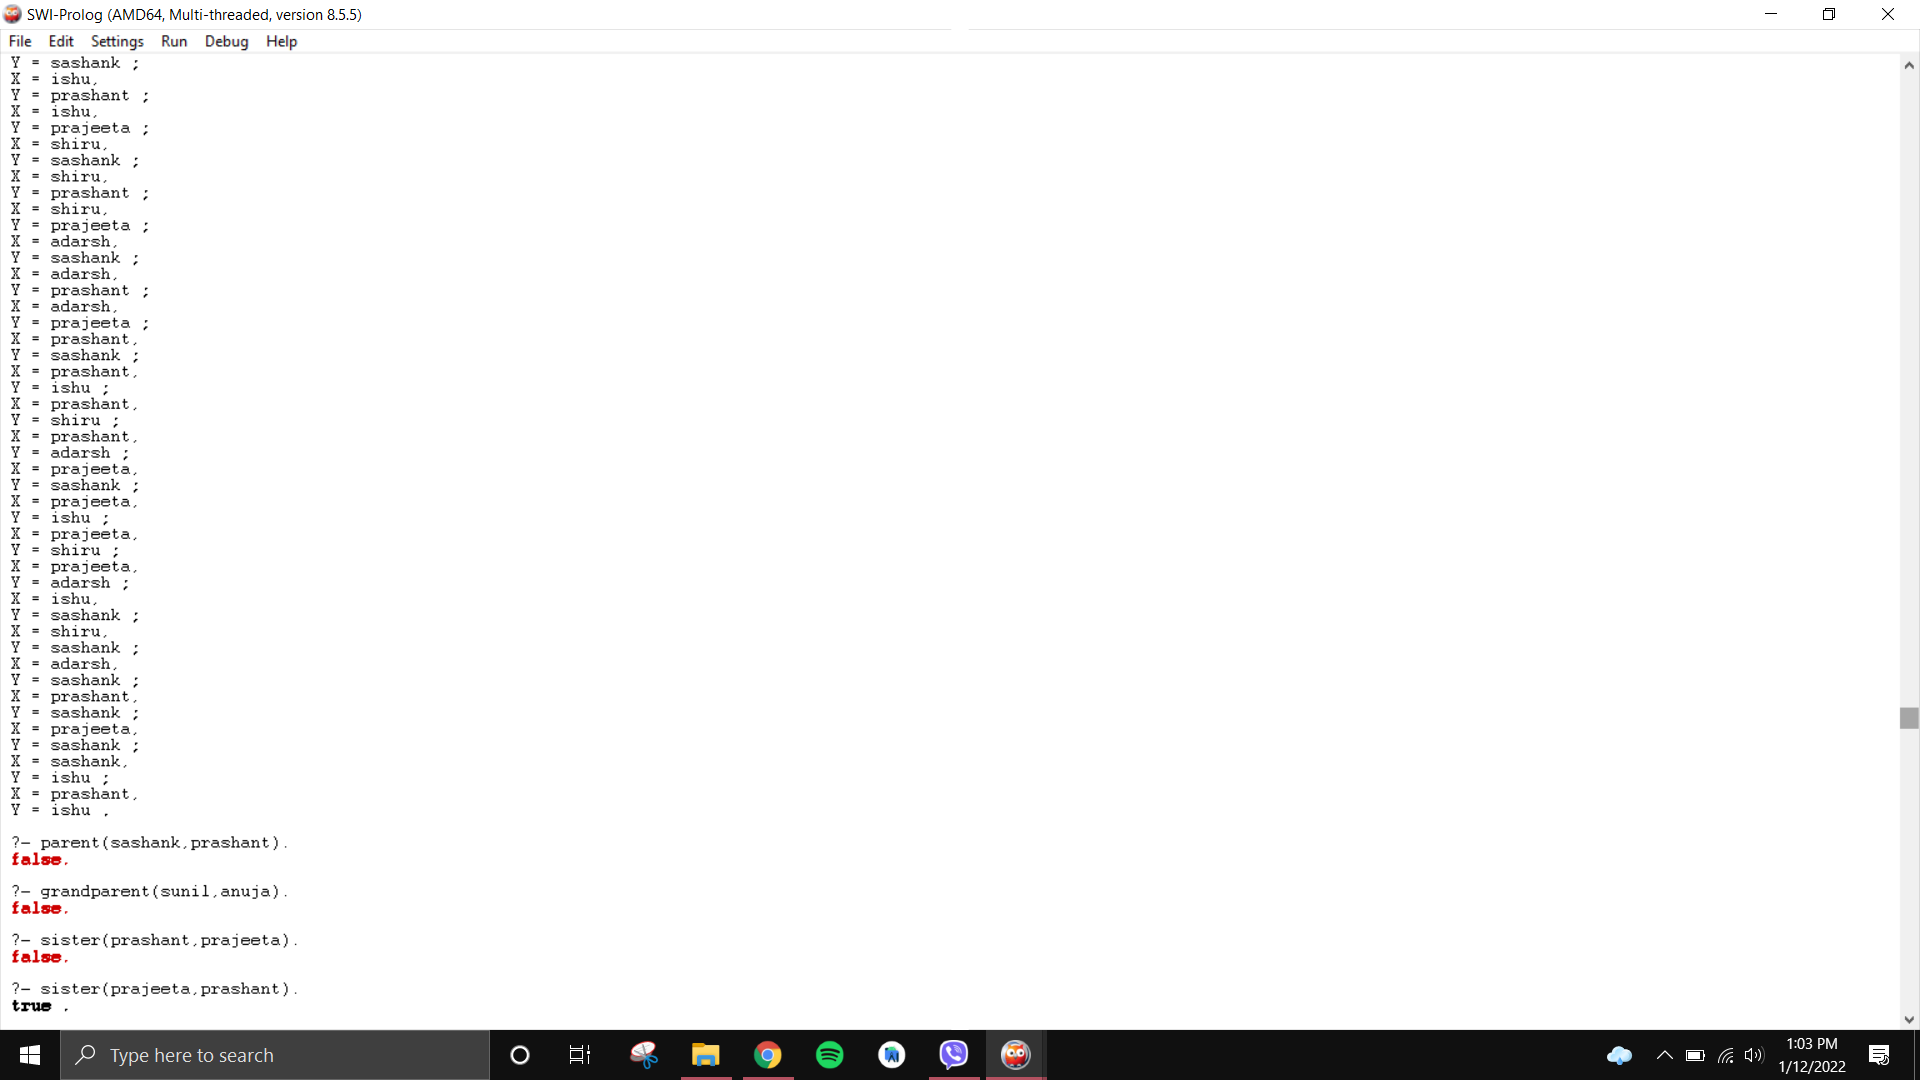 SWI-Prolog (AMD64, Multi-threaded, version 8.5.5)
File Edit Settings Run Debug Help
Y = sashank ;
X = ishu,
Y = prashant ;
X = ishu,
Y = prajeeta ;
X = shiru,
Y = sashank ;
X = shiru,
Y = prashant ;
X = shiru,
Y = prajeeta ;
X = adarsh,
Y = sashank ;
X = adarsh,
Y = prashant ;
X = adarsh,
Y = prajeeta ;
X = prashant,
Y = sashank ;
X = prashant,
Y = ishu ;
X = prashant,
Y = shiru ;
X = prashant,
Y = adarsh ;
X = prajeeta,
Y = sashank ;
X = prajeeta,
Y = ishu ;
X = prajeeta,
Y = shiru ;
X = prajeeta,
Y = adarsh ;
X = ishu,
Y = sashank ;
X = shiru,
Y = sashank ;
X = adarsh,
Y = sashank ;
X = prashant,
Y = sashank ;
X = prajeeta,
Y = sashank ;
X = sashank,
Y = ishu ;
X = prashant,
Y = ishu .
?- parent(sashank,prashant).
false.
?- grandparent(sunil,anuja).
false.
?- sister(prashant,prajeeta).
false.
?- sister(prajeeta,prashant).
true .
Type here to search
1:03 PM
1/12/2022